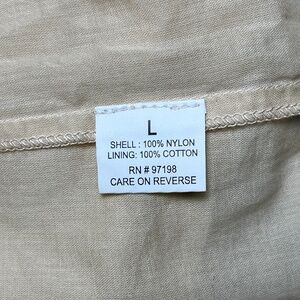 L
SHELL : 100% NYLON
LINING: 100% COTTON
RN # 97198
CARE ON REVERSE